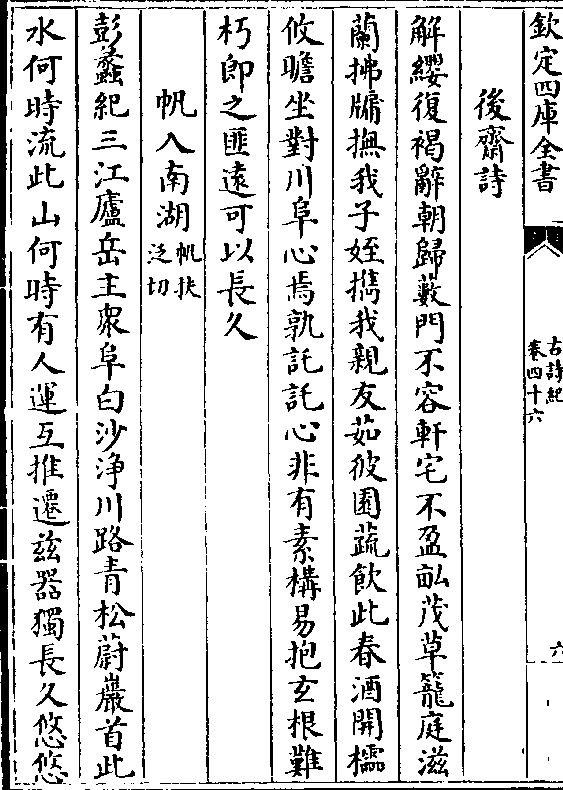 欽定四庫全書
古詩紀
卷四十六
六
後齋詩
解纓復褐辭朝歸藪門不容軒宅不盈畆茂草籠庭滋
蘭拂牖撫我子姪擕我親友茹彼園蔬飲此春酒開櫺
攸瞻坐對川阜心焉孰託託心非有素構易抱玄根難
朽即之匪遠可以長久
帆入南湖帆扶泛切
彭蠡紀三江廬岳主衆阜白沙淨川路青松蔚巖首此
水何時流此山何時有人運互推遷兹器獨長久悠悠